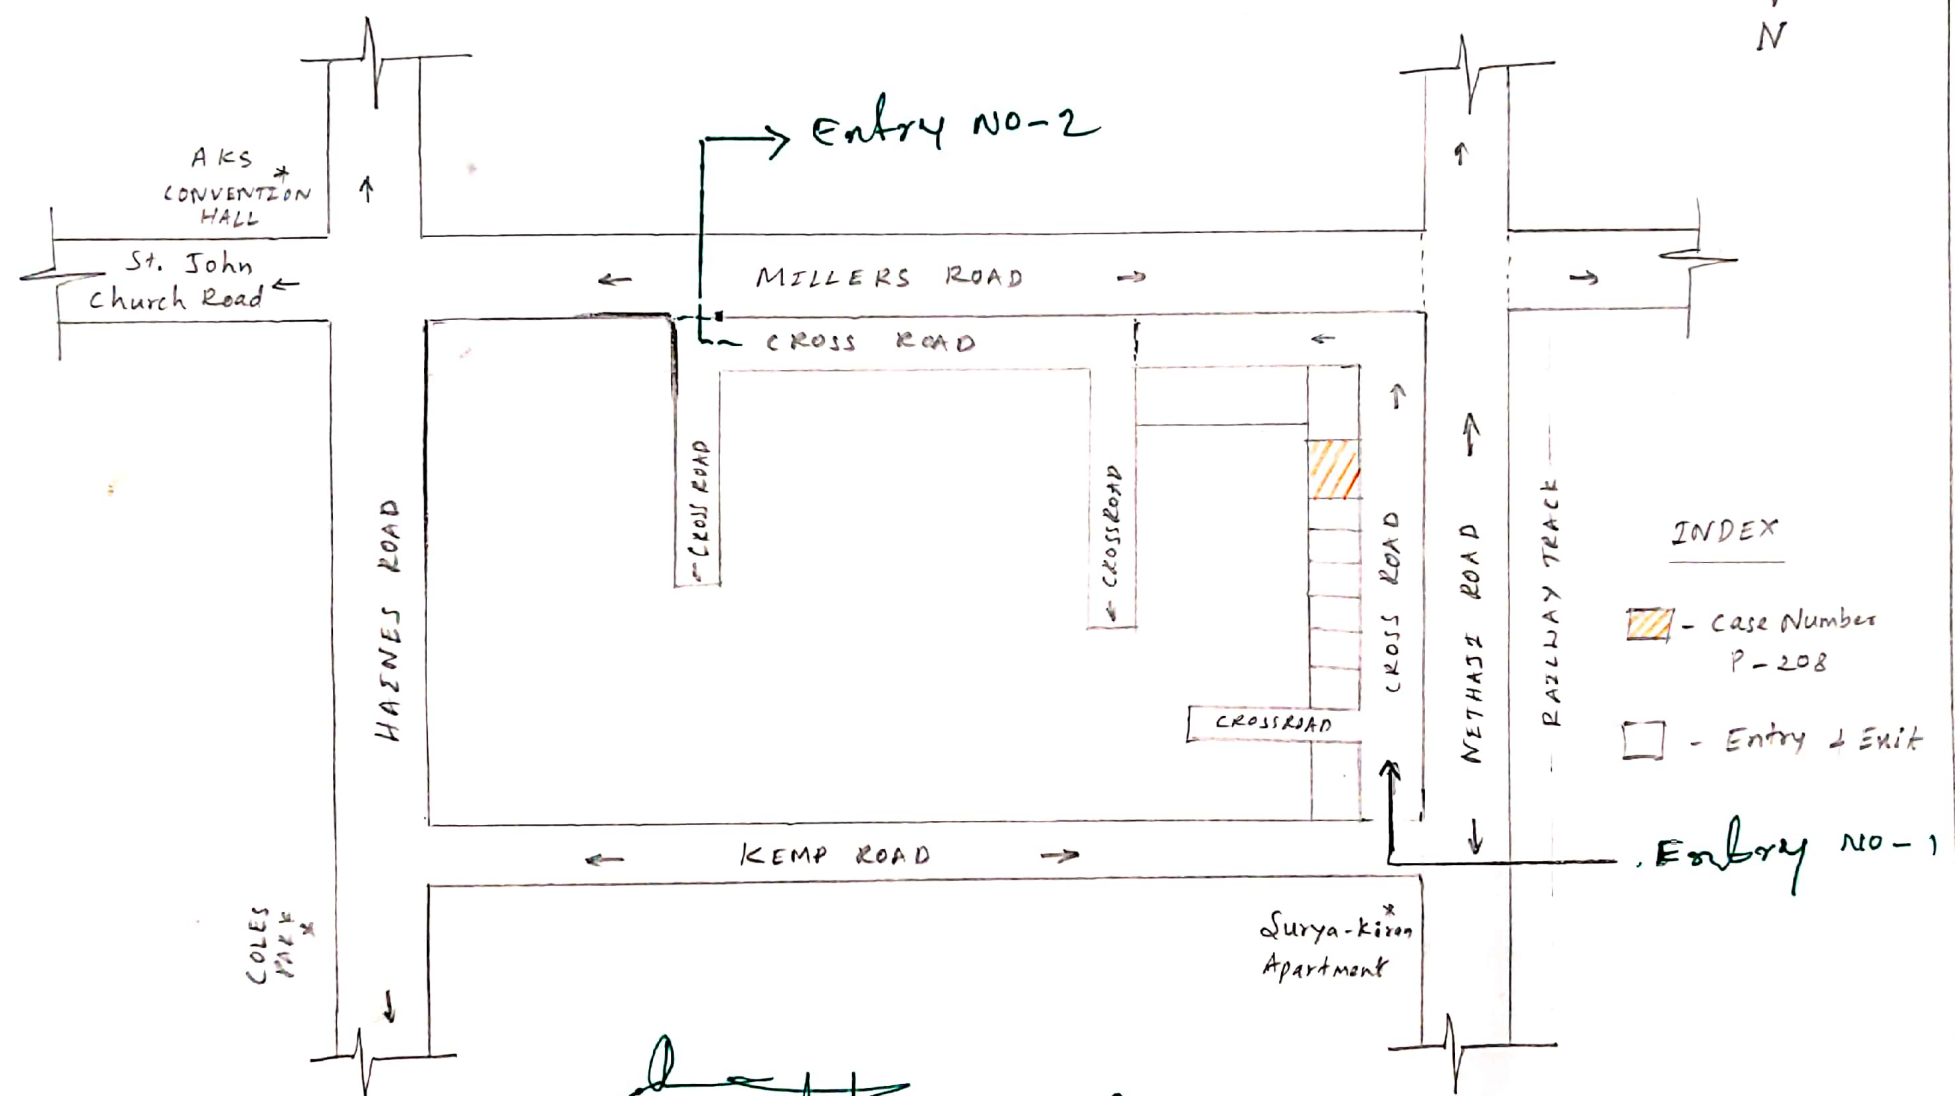 N
Entry NO-2
AKS
CONVENTION
HALL
St. John
Church Road
MILLERS ROAD
CROSS ROAD
CROSS ROAD
CROSSROAD
CROSS ROAD
HAINES ROAD
NETHAJI ROAD
RAILWAY TRACK
INDEX
- Case Number
P-208
- Entry & Exit
CROSSROAD
KEMP ROAD
Entry NO-1
COLES
PARK
Surya-Kiran
Apartment